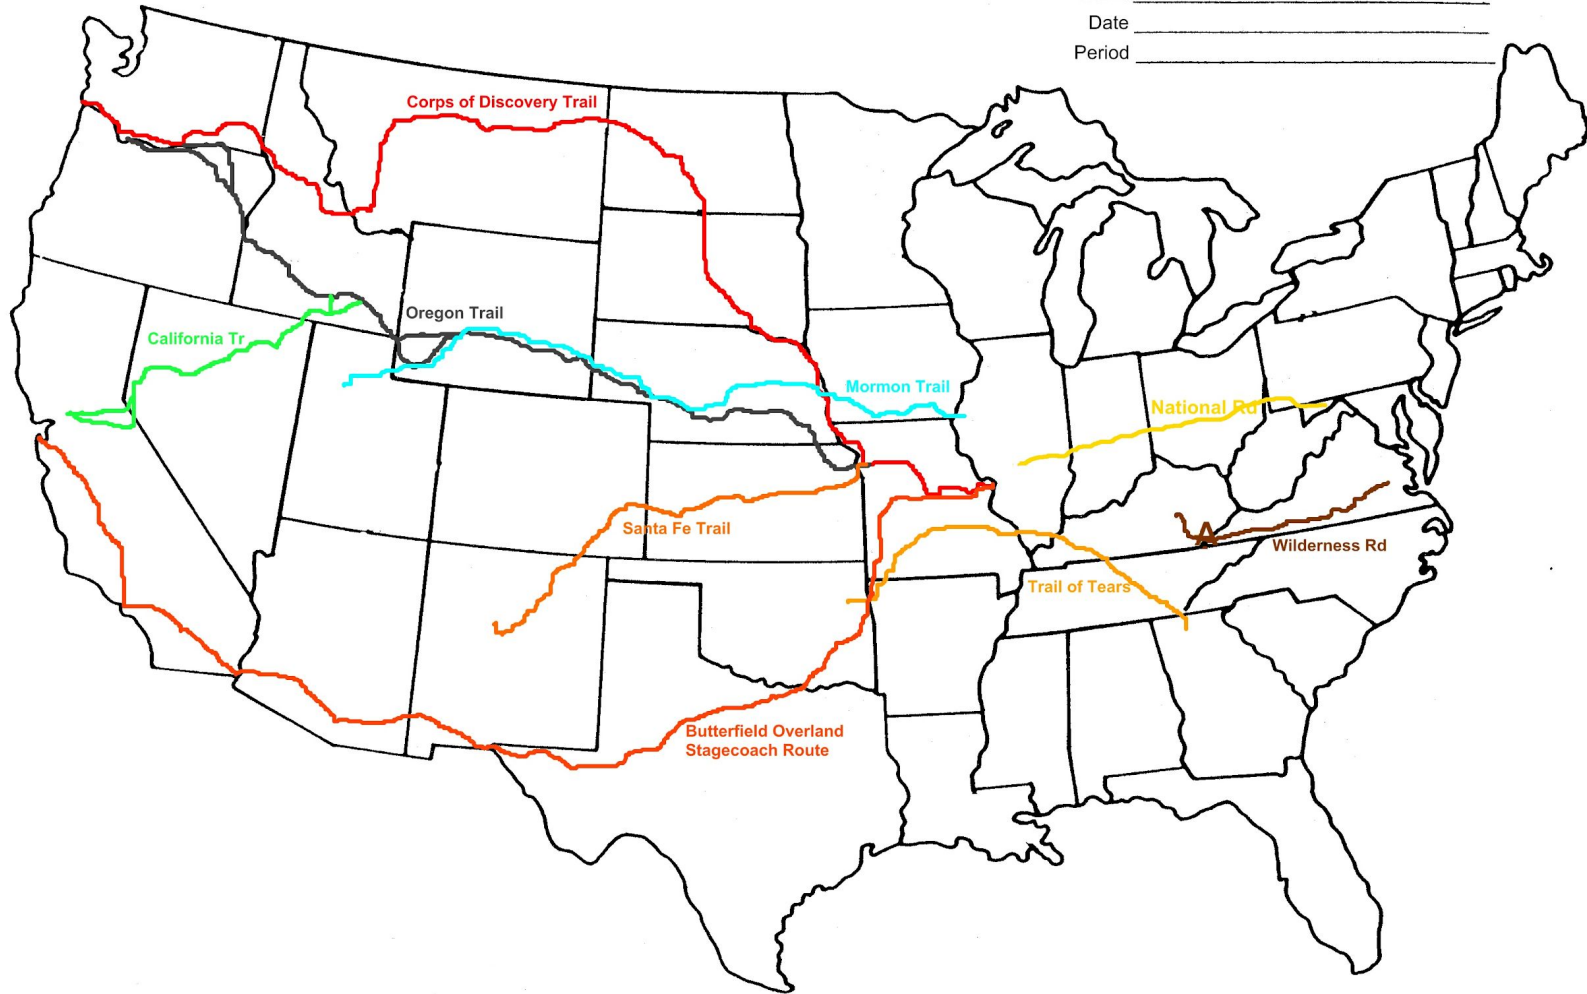 Date
Period
Corps of Discovery Trail
Oregon Trail
California Tr
Mormon Trail
National Rd
Santa Fe Trail
Wilderness Rd
Trail of Tears
Butterfield Overland
Stagecoach Route